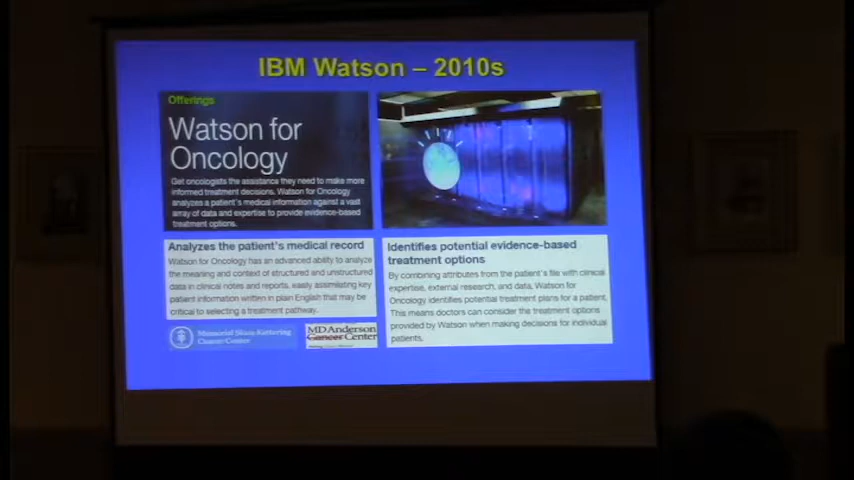 IBM Watson – 2010s
Offerings
Watson for
Oncology
Get oncologists the assistance they need to make more
informed treatment decisions. Watson for Oncology
analyzes a patient's medical information against a vast
array of data and expertise to provide evidence-based
treatment options.
Analyzes the patient's medical record
Watson for Oncology has an advanced ability to analyze
the meaning and context of structured and unstructured
data in clinical notes and reports, easily assimilating key
patient information written in plain English that may be
critical to selecting a treatment pathway.
Identifies potential evidence-based
treatment options
By combining attributes from the patient's file with clinical
expertise, external research, and data, Watson for
Oncology identifies potential treatment plans for a patient.
This means doctors can consider the treatment options
provided by Watson when making decisions for individual
patients.
Memorial Sloan Kettering
Cancer Center
MD Anderson
Cancer Center